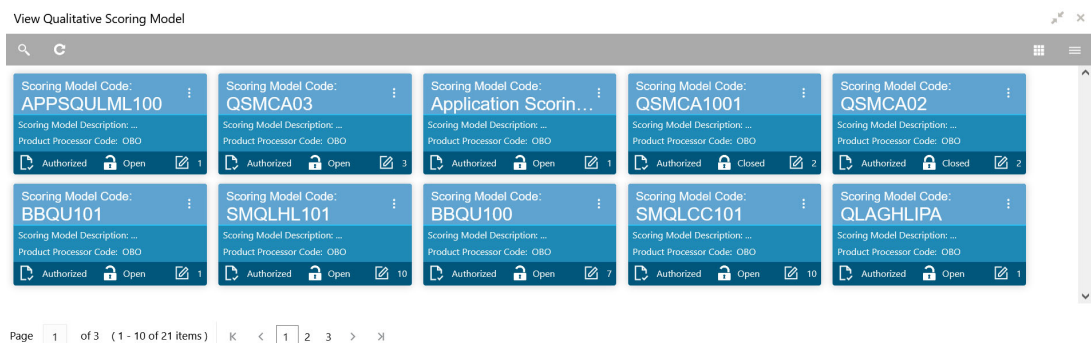 View Qualitative Scoring Model
Scoring Model Code: Scoring Model Code: Scoring Model Code: Scoring Model Code: Scoring Model Code:
APPSQULML100 QSMCA03 Application Scorin... QSMCA1001 QSMCA02
Scoring Model Description: ... Scoring Model Description: ... Scoring Model Description: ... Scoring Model Description: ... Scoring Model Description: ...
Product Processor Code: OBO Product Processor Code: OBO Product Processor Code: OBO Product Processor Code: OBO Product Processor Code: OBO
Authorized Open 1 Authorized Open 3 Authorized Open 1 Authorized Closed 2 Authorized Closed 2
Scoring Model Code: Scoring Model Code: Scoring Model Code: Scoring Model Code: Scoring Model Code:
BBQU101 SMQLHL101 BBQU100 SMQLCC101 QLAGHLIPA
Scoring Model Description: ... Scoring Model Description: ... Scoring Model Description: ... Scoring Model Description: ... Scoring Model Description: ...
Product Processor Code: OBO Product Processor Code: OBO Product Processor Code: OBO Product Processor Code: OBO Product Processor Code: OBO
Authorized Open 1 Authorized Open 10 Authorized Open 7 Authorized Open 10 Authorized Open 1
Page 1 of 3 ( 1 - 10 of 21 items ) 1 2 3